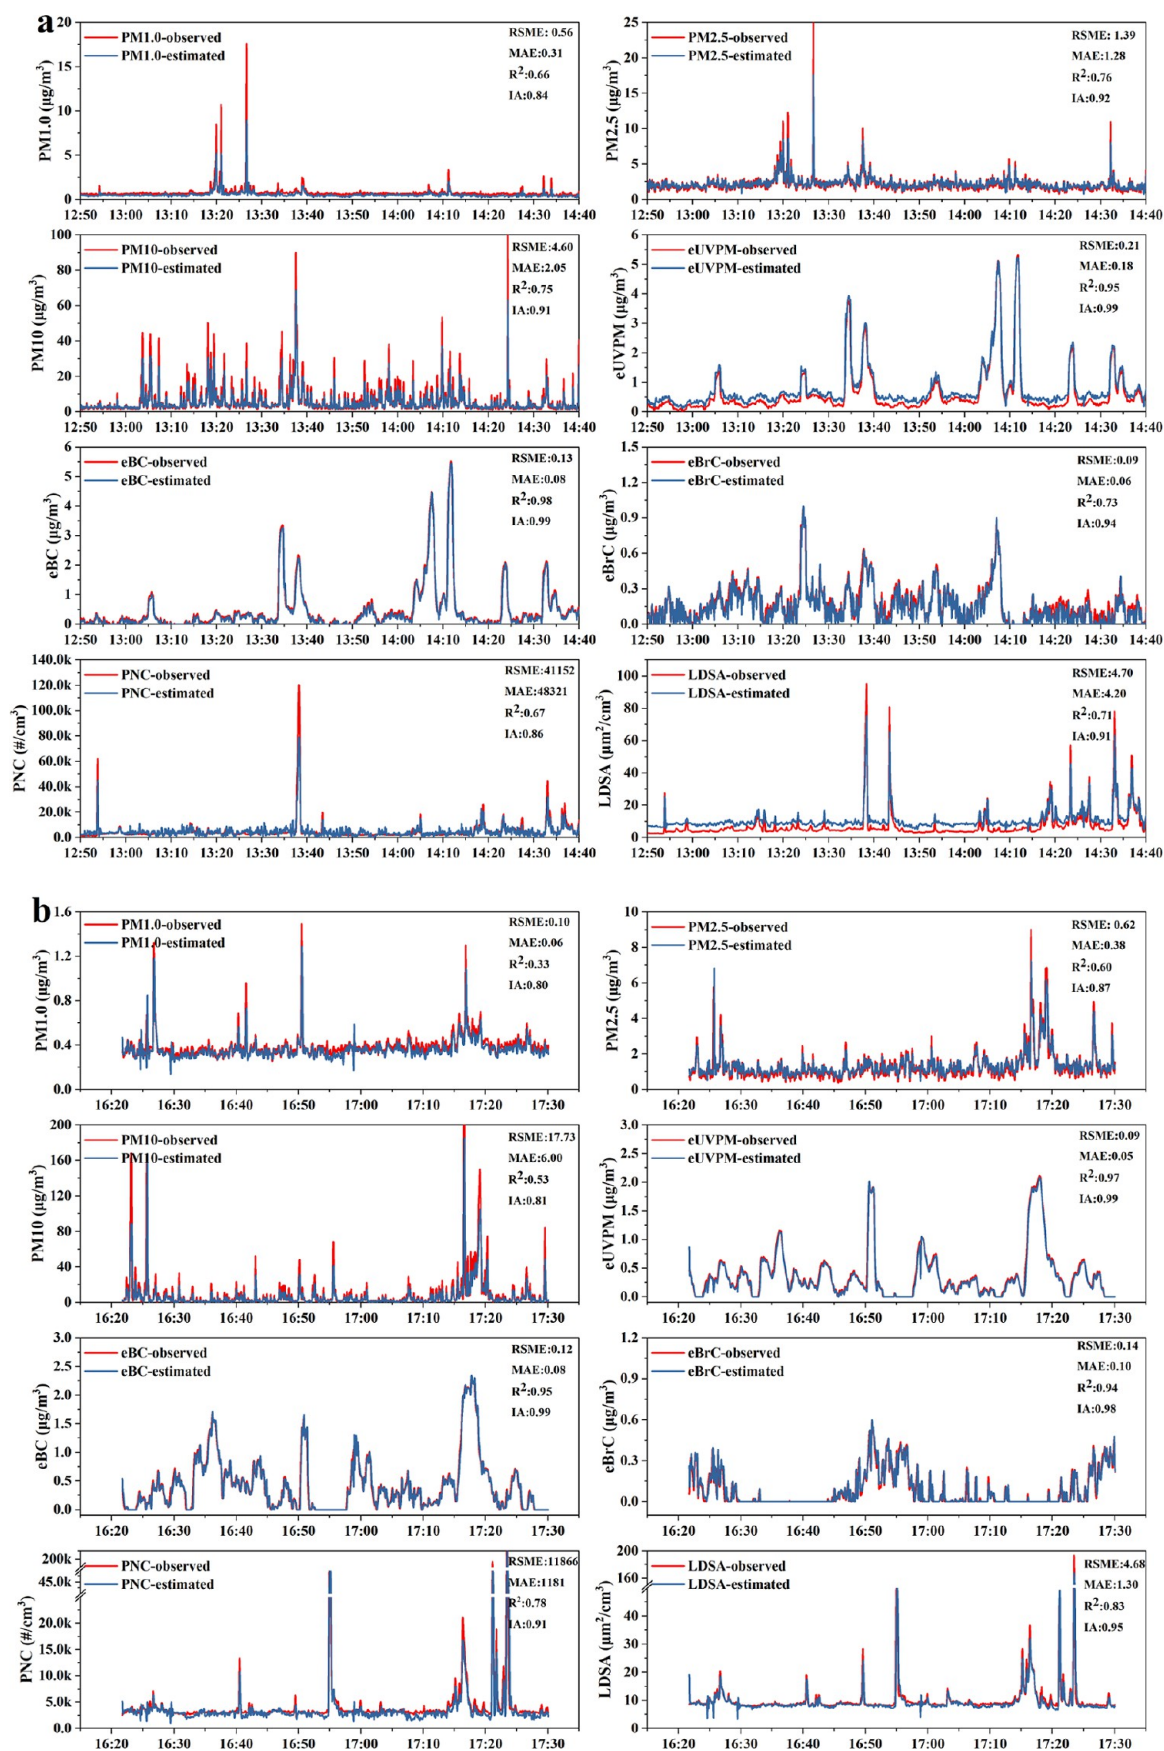 a
20
15
10
5
0
PM1.0 (μg/m³)
PM1.0-observed
PM1.0-estimated
RSME: 0.56
MAE:0.31
R²:0.66
IA:0.84
12:50 13:00 13:10 13:20 13:30 13:40 13:50 14:00 14:10 14:20 14:30 14:40
25
20
15
10
5
0
PM2.5 (μg/m³)
PM2.5-observed
PM2.5-estimated
RSME: 1.39
MAE:1.28
R²:0.76
IA:0.92
12:50 13:00 13:10 13:20 13:30 13:40 13:50 14:00 14:10 14:20 14:30 14:40
100
80
60
40
20
0
PM10 (μg/m³)
PM10-observed
PM10-estimated
RSME:4.60
MAE:2.05
R²:0.75
IA:0.91
12:50 13:00 13:10 13:20 13:30 13:40 13:50 14:00 14:10 14:20 14:30 14:40
6
5
4
3
2
1
0
eUVPM (μg/m³)
eUVPM-observed
eUVPM-estimated
RSME:0.21
MAE:0.18
R²:0.95
IA:0.99
12:50 13:00 13:10 13:20 13:30 13:40 13:50 14:00 14:10 14:20 14:30 14:40
6
5
4
3
2
1
0
eBC (μg/m³)
eBC-observed
eBC-estimated
RSME:0.13
MAE:0.08
R²:0.98
IA:0.99
12:50 13:00 13:10 13:20 13:30 13:40 13:50 14:00 14:10 14:20 14:30 14:40
1.5
1.2
0.9
0.6
0.3
0.0
eBrC (μg/m³)
eBrC-observed
eBrC-estimated
RSME:0.09
MAE:0.06
R²:0.73
IA:0.94
12:50 13:00 13:10 13:20 13:30 13:40 13:50 14:00 14:10 14:20 14:30 14:40
140.0k
120.0k
100.0k
80.0k
60.0k
40.0k
20.0k
0.0
PNC (#/cm³)
PNC-observed
PNC-estimated
RSME:41152
MAE:48321
R²:0.67
IA:0.86
12:50 13:00 13:10 13:20 13:30 13:40 13:50 14:00 14:10 14:20 14:30 14:40
100
80
60
40
20
0
LDSA (μm²/cm³)
LDSA-observed
LDSA-estimated
RSME:4.70
MAE:4.20
R²:0.71
IA:0.91
12:50 13:00 13:10 13:20 13:30 13:40 13:50 14:00 14:10 14:20 14:30 14:40
b
1.6
1.2
0.8
0.4
0.0
PM1.0 (μg/m³)
PM1.0-observed
PM1.0-estimated
RSME:0.10
MAE:0.06
R²:0.33
IA:0.80
16:20 16:30 16:40 16:50 17:00 17:10 17:20 17:30
10
8
6
4
2
0
PM2.5 (μg/m³)
PM2.5-observed
PM2.5-estimated
RSME: 0.62
MAE:0.38
R²:0.60
IA:0.87
16:20 16:30 16:40 16:50 17:00 17:10 17:20 17:30
200
160
120
80
40
0
PM10 (μg/m³)
PM10-observed
PM10-estimated
RSME:17.73
MAE:6.00
R²:0.53
IA:0.81
16:20 16:30 16:40 16:50 17:00 17:10 17:20 17:30
3.0
2.5
2.0
1.5
1.0
0.5
0.0
eUVPM (μg/m³)
eUVPM-observed
eUVPM-estimated
RSME:0.09
MAE:0.05
R²:0.97
IA:0.99
16:20 16:30 16:40 16:50 17:00 17:10 17:20 17:30
3.0
2.5
2.0
1.5
1.0
0.5
0.0
eBC (μg/m³)
eBC-observed
eBC-estimated
RSME:0.12
MAE:0.08
R²:0.95
IA:0.99
16:20 16:30 16:40 16:50 17:00 17:10 17:20 17:30
1.2
0.9
0.6
0.3
0.0
eBrC (μg/m³)
eBrC-observed
eBrC-estimated
RSME:0.14
MAE:0.10
R²:0.94
IA:0.98
16:20 16:30 16:40 16:50 17:00 17:10 17:20 17:30
200k
45.0k
20.0k
15.0k
10.0k
5.0k
0.0
PNC (#/cm³)
PNC-observed
PNC-estimated
RSME:11866
MAE:1181
R²:0.78
IA:0.91
16:20 16:30 16:40 16:50 17:00 17:10 17:20 17:30
200
160
50
40
30
20
10
0
LDSA (μm²/cm³)
LDSA-observed
LDSA-estimated
RSME:4.68
MAE:1.30
R²:0.83
IA:0.95
16:20 16:30 16:40 16:50 17:00 17:10 17:20 17:30